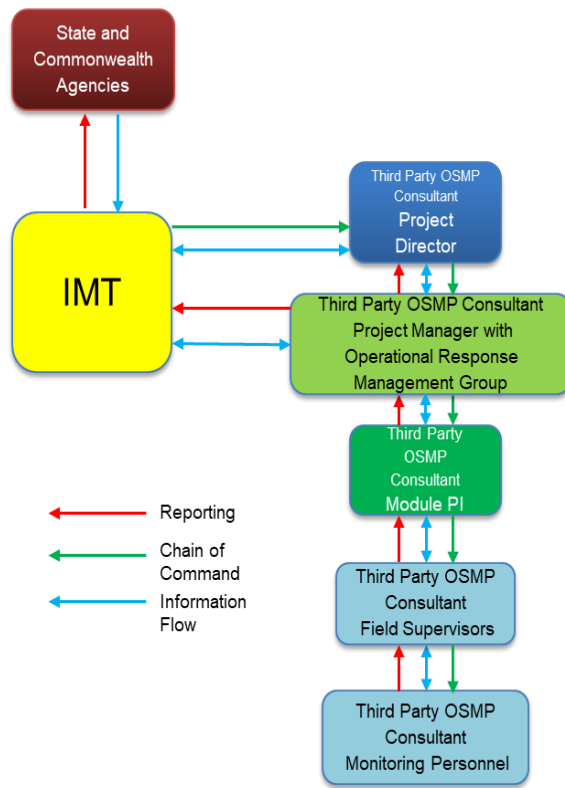 State and
Commonwealth
Agencies
Third Party OSMP
Consultant
Project
Director
IMT
Third Party OSMP Consultant
Project Manager with
Operational Response
Management Group
Third Party
OSMP
Consultant
Module PI
Reporting
Chain of
Command
Information
Flow
Third Party OSMP
Consultant
Field Supervisors
Third Party OSMP
Consultant
Monitoring Personnel